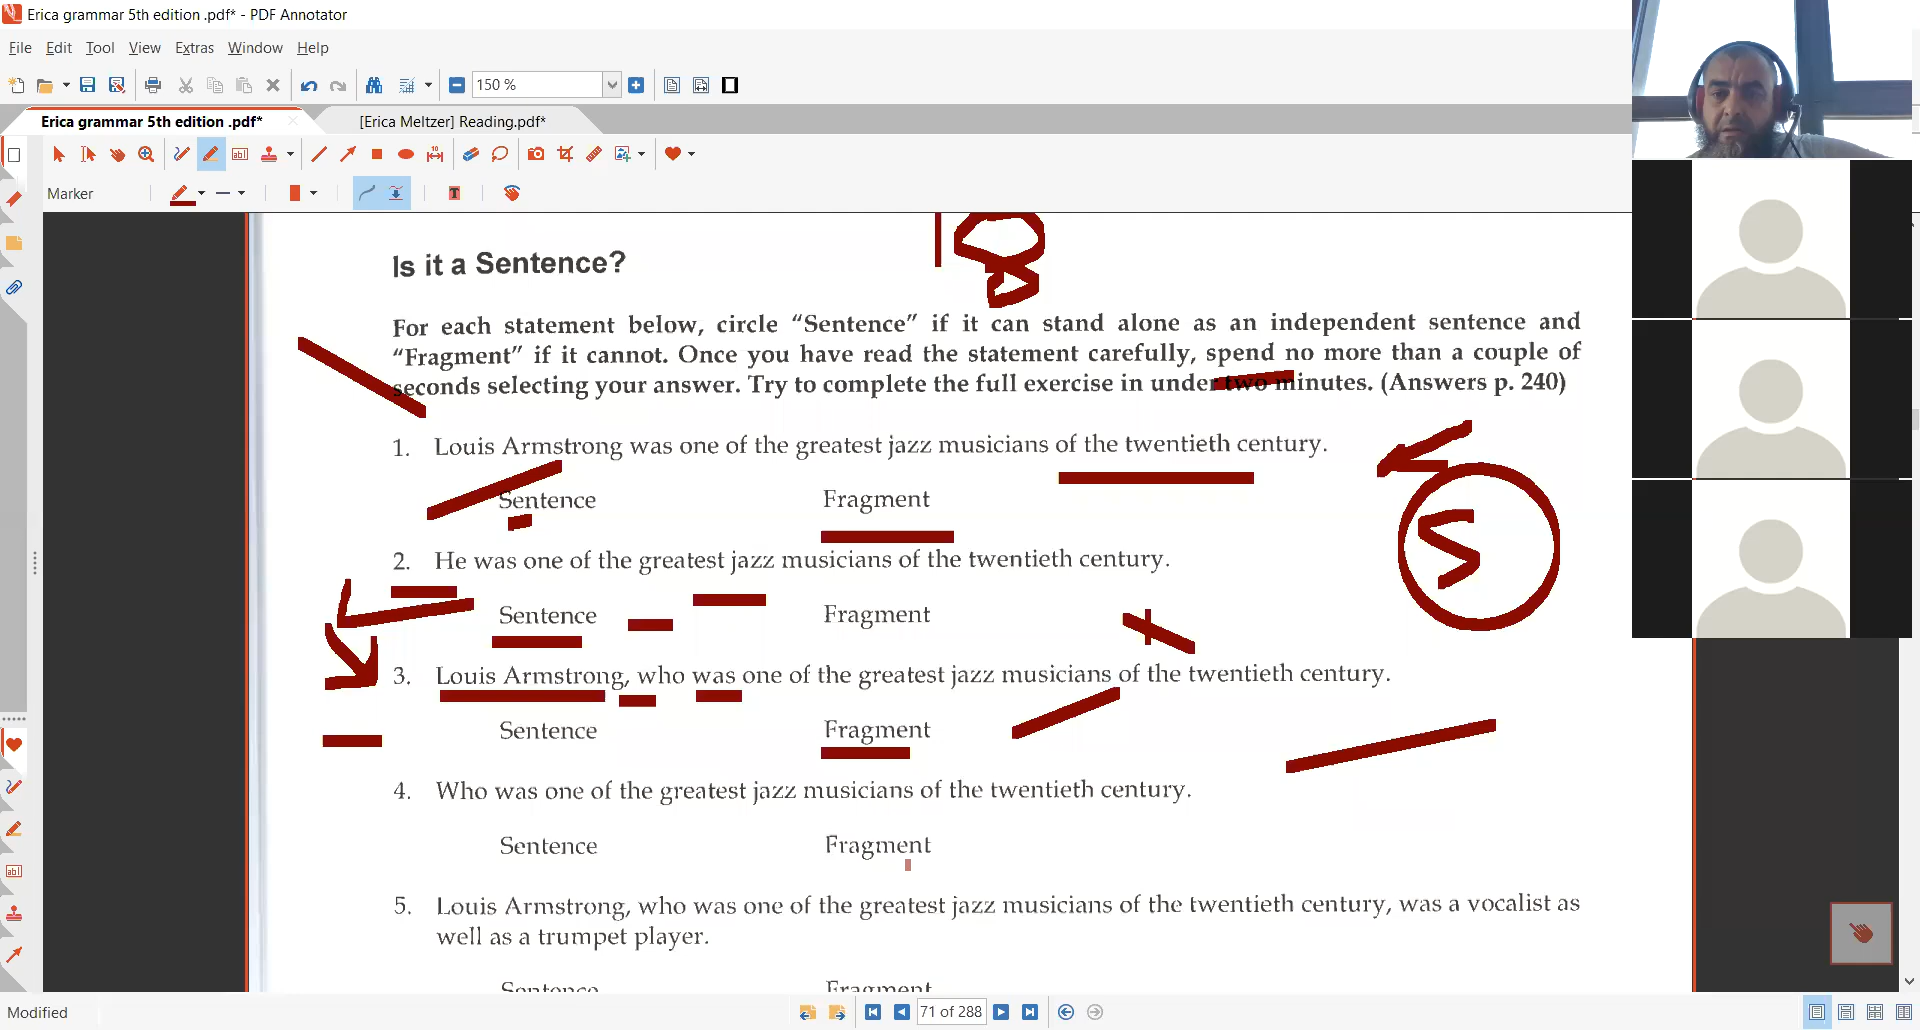 Erica grammar 5th edition .pdf* - PDF Annotator
File Edit Tool View Extras Window Help
150 %
Erica grammar 5th edition .pdf* [Erica Meltzer] Reading.pdf*
Marker
18
Is it a Sentence?
For each statement below, circle “Sentence” if it can stand alone as an independent sentence and
“Fragment” if it cannot. Once you have read the statement carefully, spend no more than a couple of
seconds selecting your answer. Try to complete the full exercise in under two minutes. (Answers p. 240)
1. Louis Armstrong was one of the greatest jazz musicians of the twentieth century.
Sentence Fragment
S
2. He was one of the greatest jazz musicians of the twentieth century.
Sentence Fragment
3. Louis Armstrong, who was one of the greatest jazz musicians of the twentieth century.
Sentence Fragment
4. Who was one of the greatest jazz musicians of the twentieth century.
Sentence Fragment
5. Louis Armstrong, who was one of the greatest jazz musicians of the twentieth century, was a vocalist as
well as a trumpet player.
Sentence Fragment
Modified
71 of 288